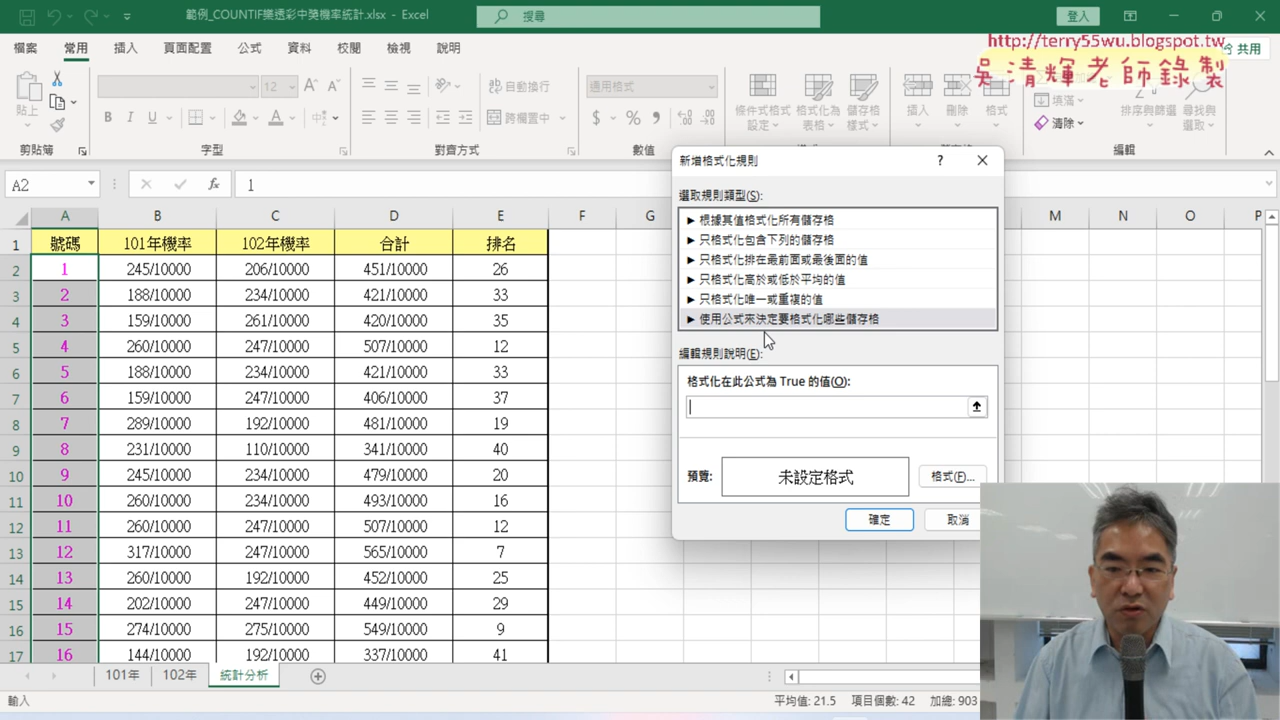 範例_COUNTIF樂透彩中獎機率統計.xlsx - Excel
搜尋
登入
http://terry55wu.blogspot.tw
吳清輝老師錄製
檔案 常用 插入 頁面配置 公式 資料 校閱 檢視 說明
共用
貼上
12
B I U A
自動換行
跨欄置中
通用格式
條件式格式設定
格式化為表格
儲存格樣式
插入 刪除 格式
填滿
清除
排序與篩選
尋找與選取
剪貼簿 字型 對齊方式 數值 編輯
A2 fx 1
A B C D E F G M N O P
1 號碼 101年機率 102年機率 合計 排名
2 1 245/10000 206/10000 451/10000 26
3 2 188/10000 234/10000 421/10000 33
4 3 159/10000 261/10000 420/10000 35
5 4 260/10000 247/10000 507/10000 12
6 5 188/10000 234/10000 421/10000 33
7 6 159/10000 247/10000 406/10000 37
8 7 289/10000 192/10000 481/10000 19
9 8 231/10000 110/10000 341/10000 40
10 9 245/10000 234/10000 479/10000 20
11 10 260/10000 234/10000 493/10000 16
12 11 260/10000 247/10000 507/10000 12
13 12 317/10000 247/10000 565/10000 7
14 13 260/10000 192/10000 452/10000 25
15 14 202/10000 247/10000 449/10000 29
16 15 274/10000 275/10000 549/10000 9
17 16 144/10000 192/10000 337/10000 41
新增格式化規則 ?
選取規則類型(S):
► 根據其值格式化所有儲存格
► 只格式化包含下列的儲存格
► 只格式化排在最前面或最後面的值
► 只格式化高於或低於平均的值
► 只格式化唯一或重複的值
► 使用公式來決定要格式化哪些儲存格
編輯規則說明(E):
格式化在此公式為 True 的值(O):
預覽: 未設定格式 格式(F)...
確定 取消
101年 102年 統計分析
輸入 平均值: 21.5 項目個數: 42 加總: 903